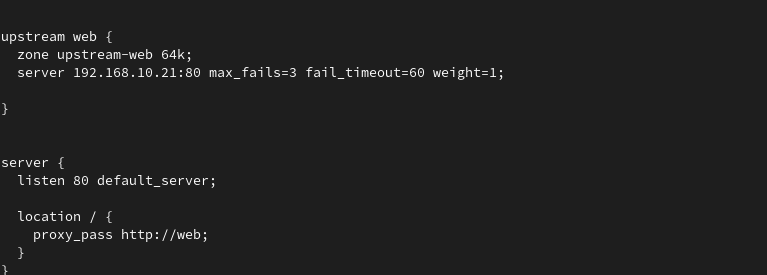 upstream web {
  zone upstream-web 64k;
  server 192.168.10.21:80 max_fails=3 fail_timeout=60 weight=1;
}
server {
  listen 80 default_server;
  location / {
    proxy_pass http://web;
  }
}